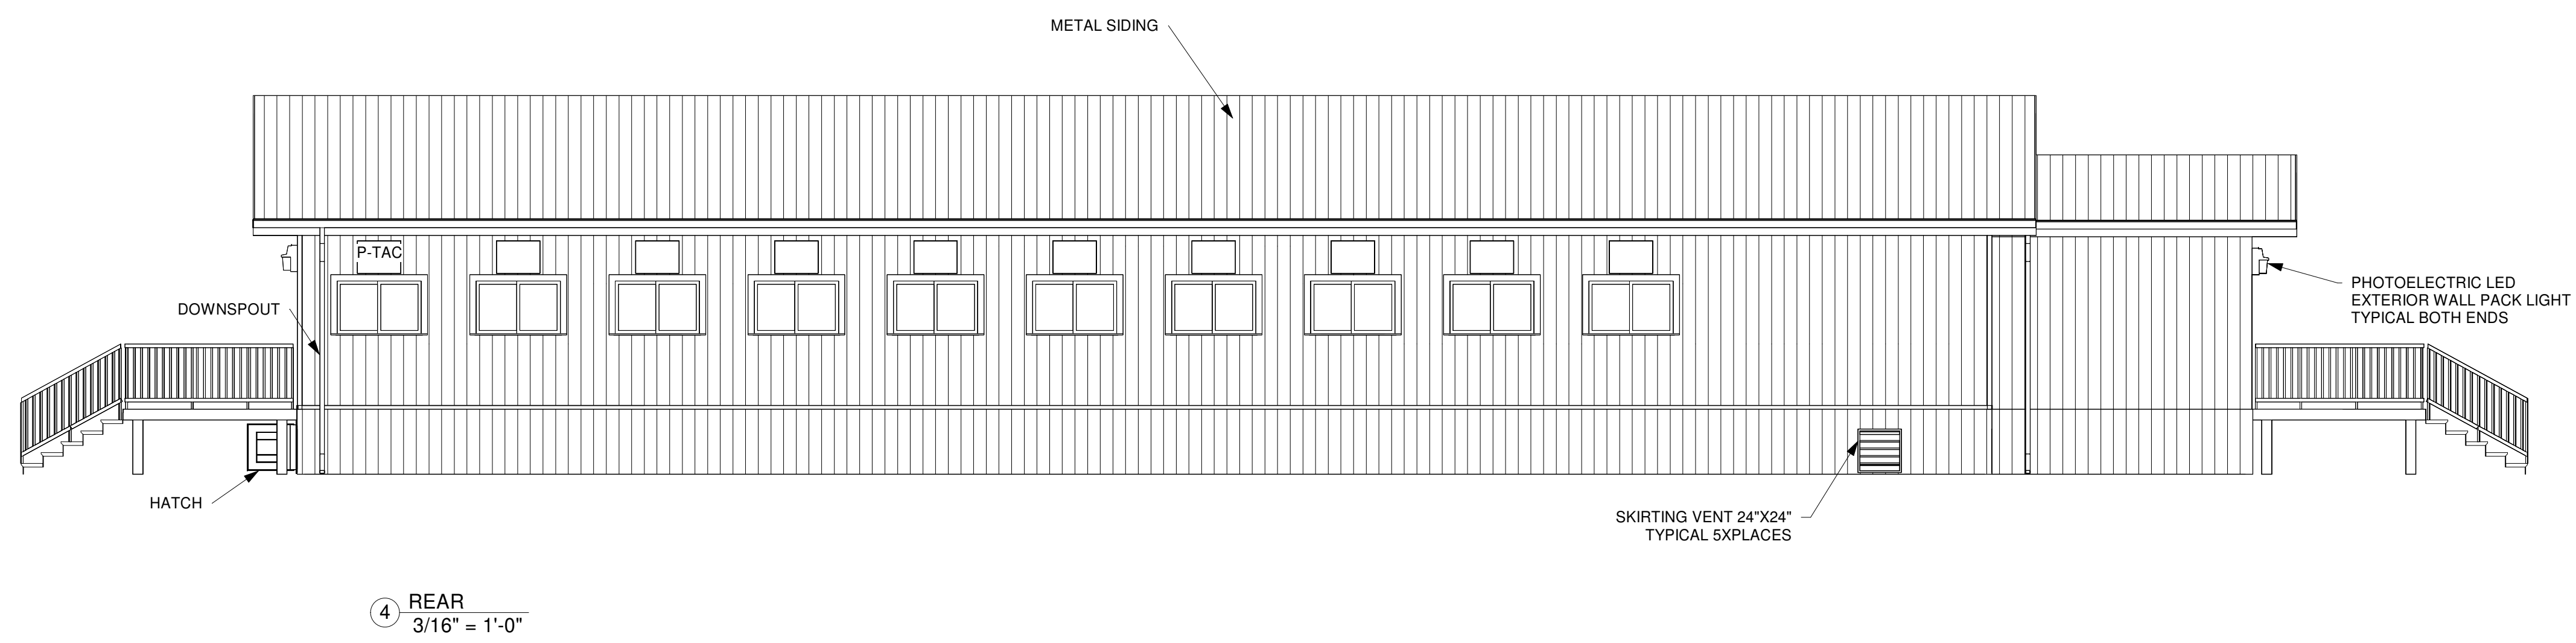 METAL SIDING
P-TAC
DOWNSPOUT
PHOTOELECTRIC LED
EXTERIOR WALL PACK LIGHT
TYPICAL BOTH ENDS
HATCH
SKIRTING VENT 24"X24"
TYPICAL 5XPLACES
4
REAR
3/16" = 1'-0"